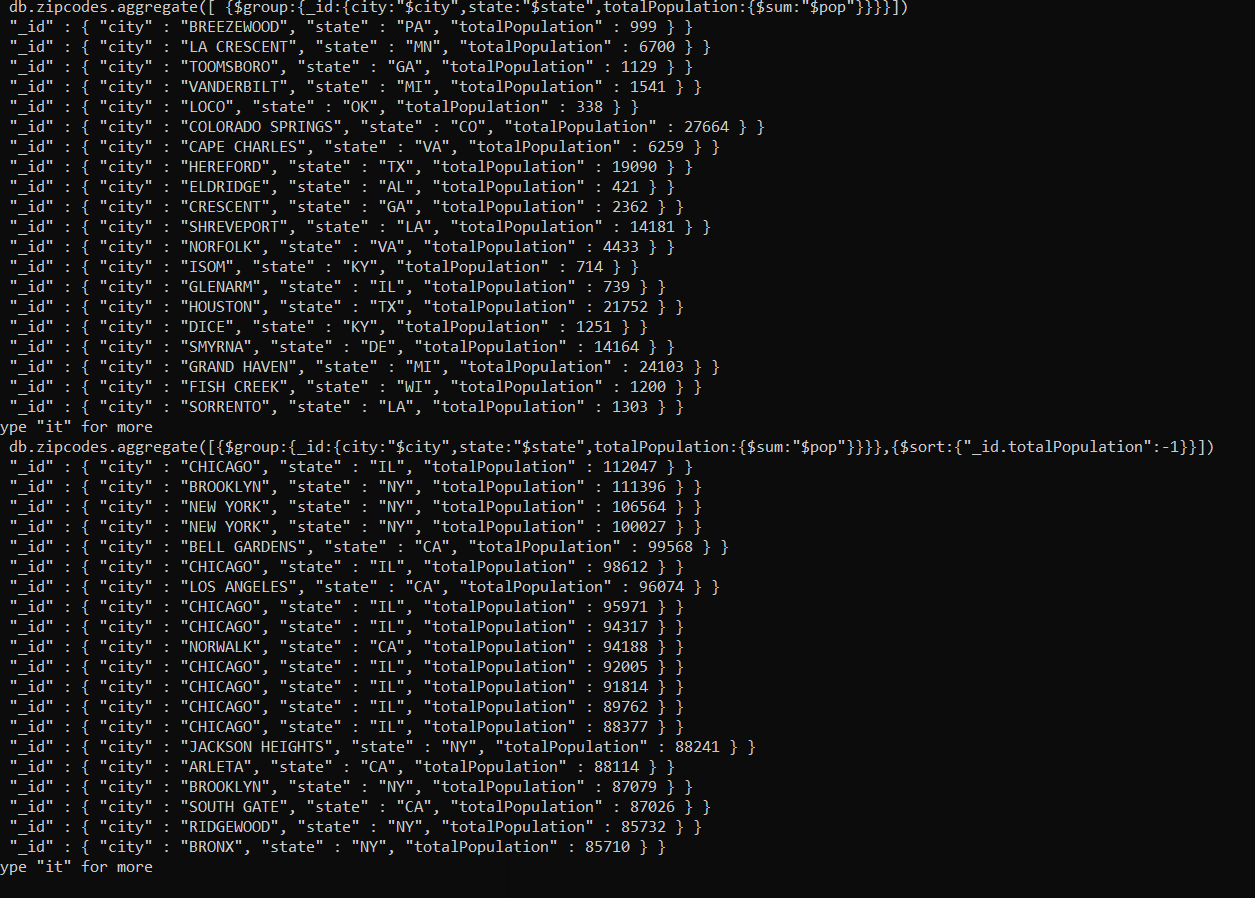 db.zipcodes.aggregate([ {$group:{_id:{city:"$city",state:"$state",totalPopulation:{$sum:"$pop"}}}}])
"_id" : { "city" : "BREEZEWOOD", "state" : "PA", "totalPopulation" : 999 } }
"_id" : { "city" : "LA CRESCENT", "state" : "MN", "totalPopulation" : 6700 } }
"_id" : { "city" : "TOOMSBORO", "state" : "GA", "totalPopulation" : 1129 } }
"_id" : { "city" : "VANDERBILT", "state" : "MI", "totalPopulation" : 1541 } }
"_id" : { "city" : "LOCO", "state" : "OK", "totalPopulation" : 338 } }
"_id" : { "city" : "COLORADO SPRINGS", "state" : "CO", "totalPopulation" : 27664 } }
"_id" : { "city" : "CAPE CHARLES", "state" : "VA", "totalPopulation" : 6259 } }
"_id" : { "city" : "HEREFORD", "state" : "TX", "totalPopulation" : 19090 } }
"_id" : { "city" : "ELDRIDGE", "state" : "AL", "totalPopulation" : 421 } }
"_id" : { "city" : "CRESCENT", "state" : "GA", "totalPopulation" : 2362 } }
"_id" : { "city" : "SHREVEPORT", "state" : "LA", "totalPopulation" : 14181 } }
"_id" : { "city" : "NORFOLK", "state" : "VA", "totalPopulation" : 4433 } }
"_id" : { "city" : "ISOM", "state" : "KY", "totalPopulation" : 714 } }
"_id" : { "city" : "GLENARM", "state" : "IL", "totalPopulation" : 739 } }
"_id" : { "city" : "HOUSTON", "state" : "TX", "totalPopulation" : 21752 } }
"_id" : { "city" : "DICE", "state" : "KY", "totalPopulation" : 1251 } }
"_id" : { "city" : "SMYRNA", "state" : "DE", "totalPopulation" : 14164 } }
"_id" : { "city" : "GRAND HAVEN", "state" : "MI", "totalPopulation" : 24103 } }
"_id" : { "city" : "FISH CREEK", "state" : "WI", "totalPopulation" : 1200 } }
"_id" : { "city" : "SORRENTO", "state" : "LA", "totalPopulation" : 1303 } }
ype "it" for more
db.zipcodes.aggregate([{$group:{_id:{city:"$city",state:"$state",totalPopulation:{$sum:"$pop"}}}},{$sort:{"_id.totalPopulation":-1}}])
"_id" : { "city" : "CHICAGO", "state" : "IL", "totalPopulation" : 112047 } }
"_id" : { "city" : "BROOKLYN", "state" : "NY", "totalPopulation" : 111396 } }
"_id" : { "city" : "NEW YORK", "state" : "NY", "totalPopulation" : 106564 } }
"_id" : { "city" : "NEW YORK", "state" : "NY", "totalPopulation" : 100027 } }
"_id" : { "city" : "BELL GARDENS", "state" : "CA", "totalPopulation" : 99568 } }
"_id" : { "city" : "CHICAGO", "state" : "IL", "totalPopulation" : 98612 } }
"_id" : { "city" : "LOS ANGELES", "state" : "CA", "totalPopulation" : 96074 } }
"_id" : { "city" : "CHICAGO", "state" : "IL", "totalPopulation" : 95971 } }
"_id" : { "city" : "CHICAGO", "state" : "IL", "totalPopulation" : 94317 } }
"_id" : { "city" : "NORWALK", "state" : "CA", "totalPopulation" : 94188 } }
"_id" : { "city" : "CHICAGO", "state" : "IL", "totalPopulation" : 92005 } }
"_id" : { "city" : "CHICAGO", "state" : "IL", "totalPopulation" : 91814 } }
"_id" : { "city" : "CHICAGO", "state" : "IL", "totalPopulation" : 89762 } }
"_id" : { "city" : "CHICAGO", "state" : "IL", "totalPopulation" : 88377 } }
"_id" : { "city" : "JACKSON HEIGHTS", "state" : "NY", "totalPopulation" : 88241 } }
"_id" : { "city" : "ARLETA", "state" : "CA", "totalPopulation" : 88114 } }
"_id" : { "city" : "BROOKLYN", "state" : "NY", "totalPopulation" : 87079 } }
"_id" : { "city" : "SOUTH GATE", "state" : "CA", "totalPopulation" : 87026 } }
"_id" : { "city" : "RIDGEWOOD", "state" : "NY", "totalPopulation" : 85732 } }
"_id" : { "city" : "BRONX", "state" : "NY", "totalPopulation" : 85710 } }
ype "it" for more